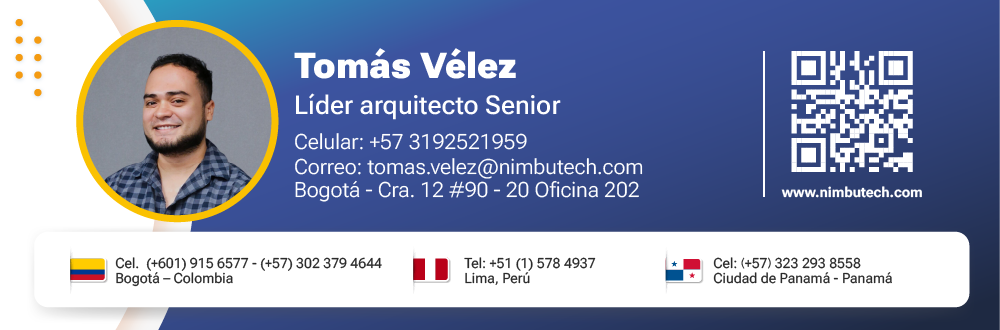 Tomás Vélez
Líder arquitecto Senior
Celular: +57 3192521959
Correo: tomas.velez@nimbutech.com
Bogotá - Cra. 12 #90 - 20 Oficina 202
www.nimbutech.com
Cel.  (+601) 915 6577 - (+57) 302 379 4644
Bogotá – Colombia
Tel: +51 (1) 578 4937
Lima, Perú
Cel: (+57) 323 293 8558
Ciudad de Panamá - Panamá